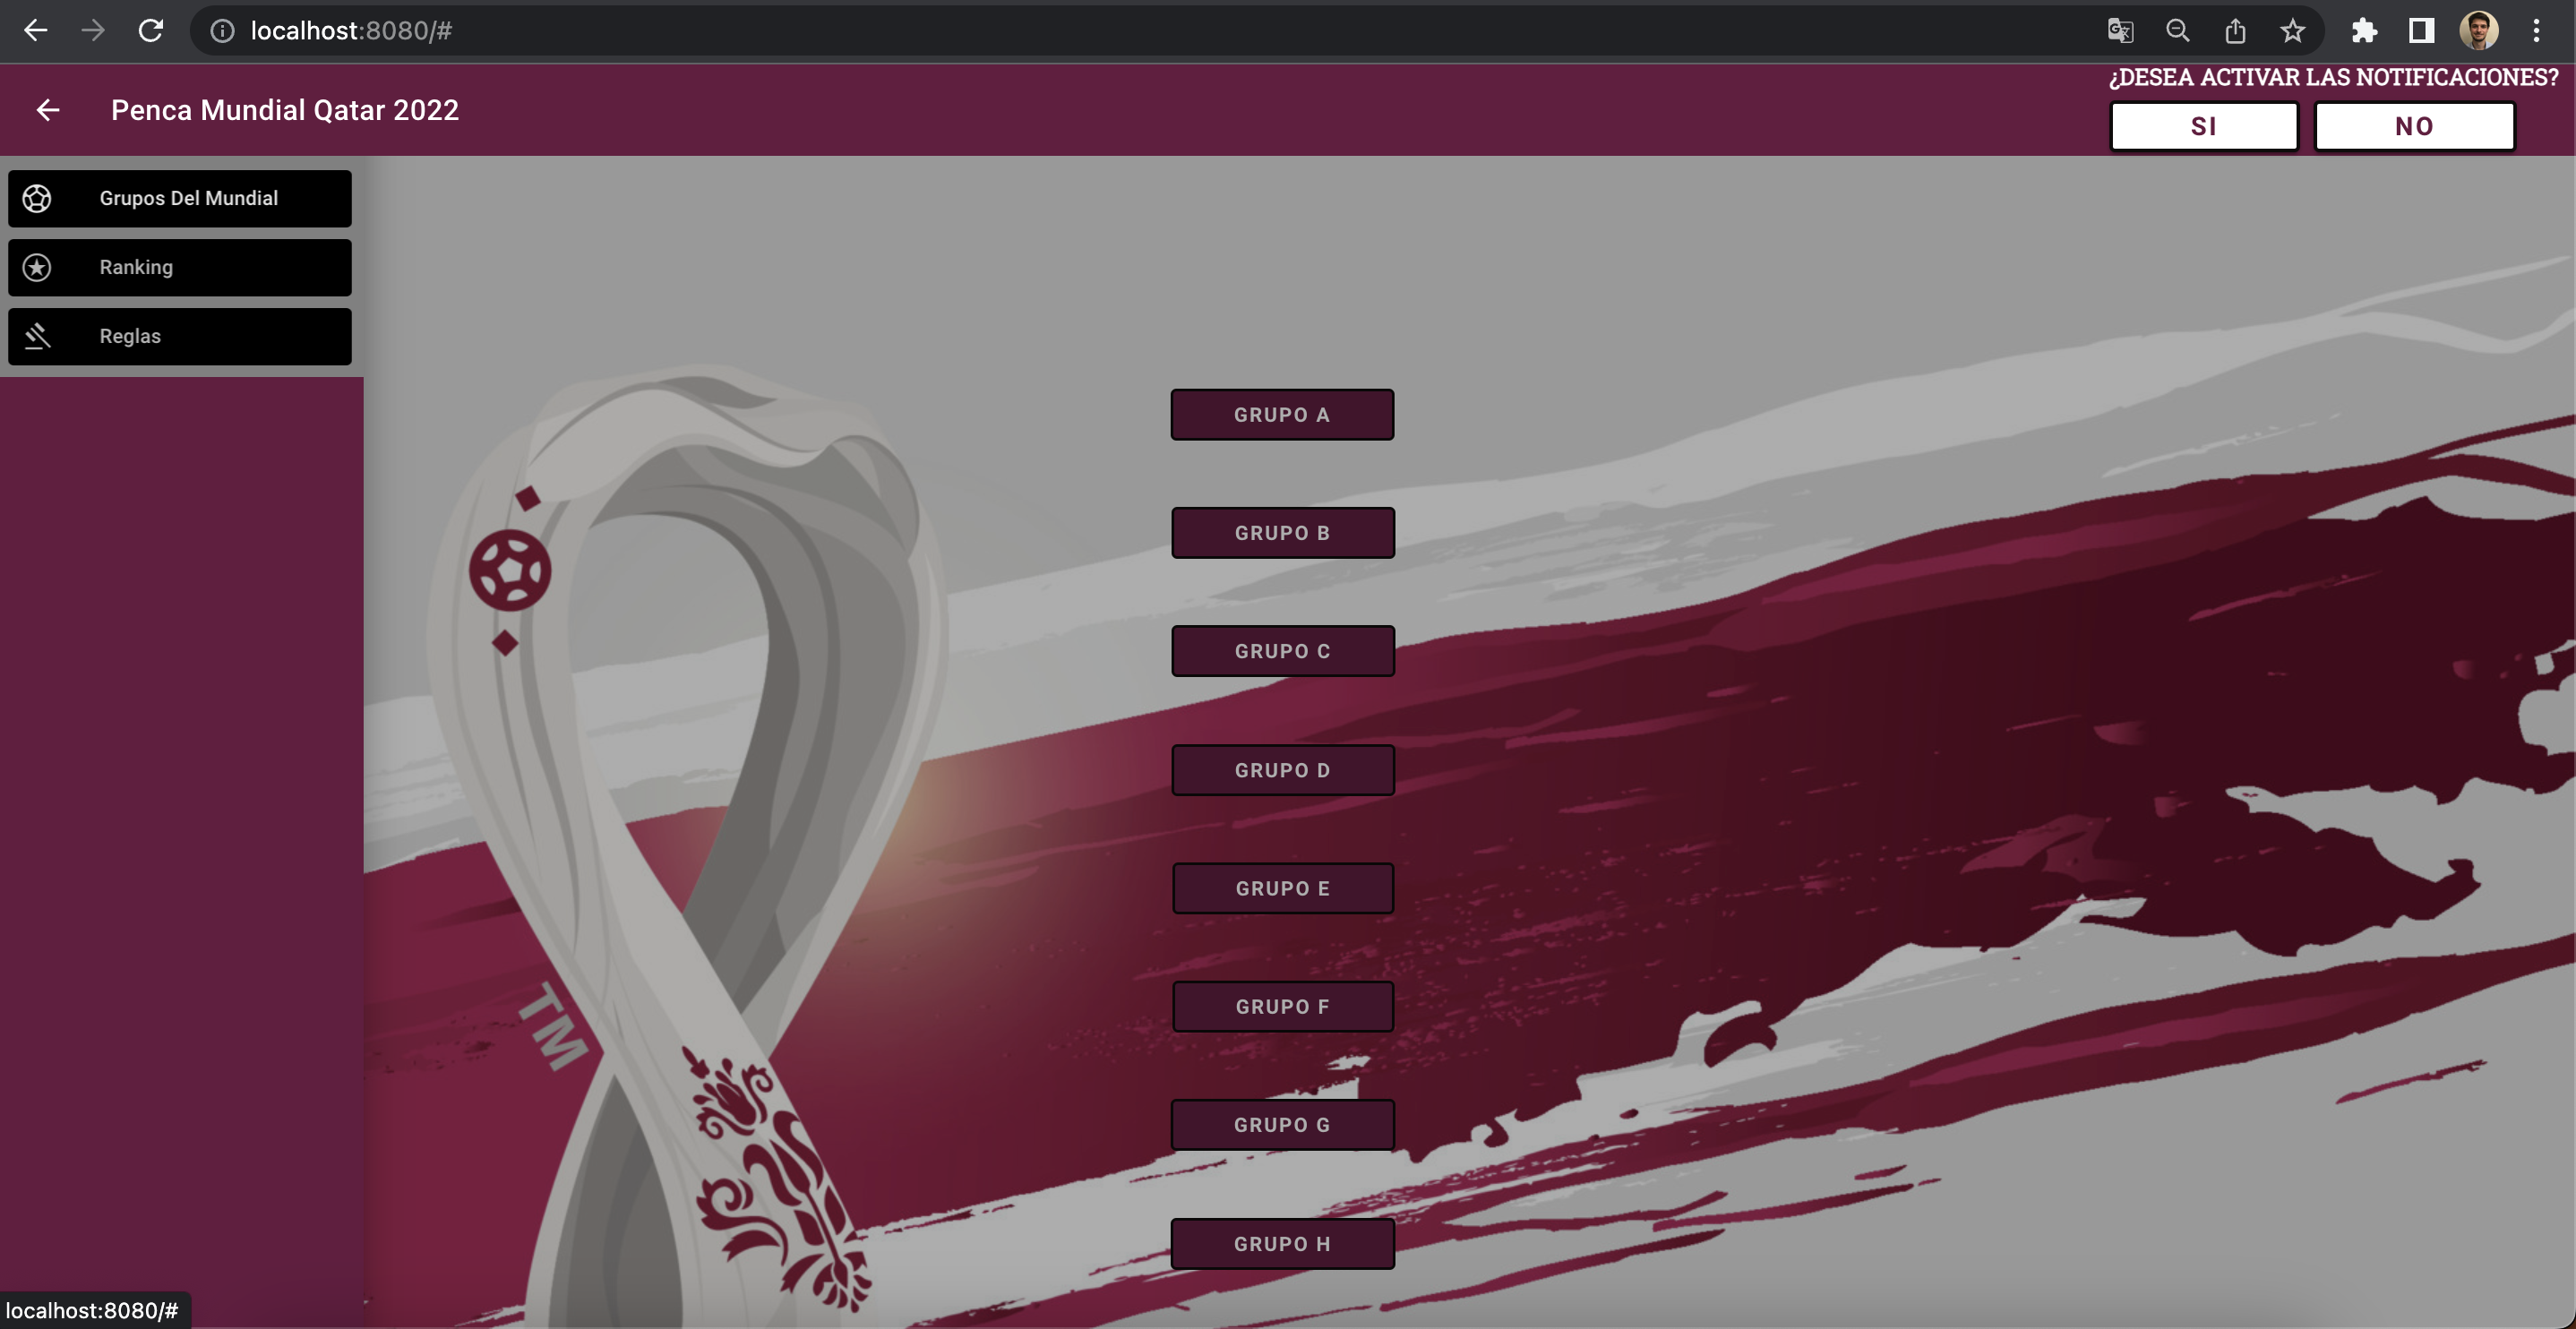 localhost:8080/#
¿DESEA ACTIVAR LAS NOTIFICACIONES?
Penca Mundial Qatar 2022
SI NO
Grupos Del Mundial
Ranking
Reglas
GRUPO A
GRUPO B
GRUPO C
GRUPO D
GRUPO E
GRUPO F
TM
GRUPO G
GRUPO H
localhost:8080/#